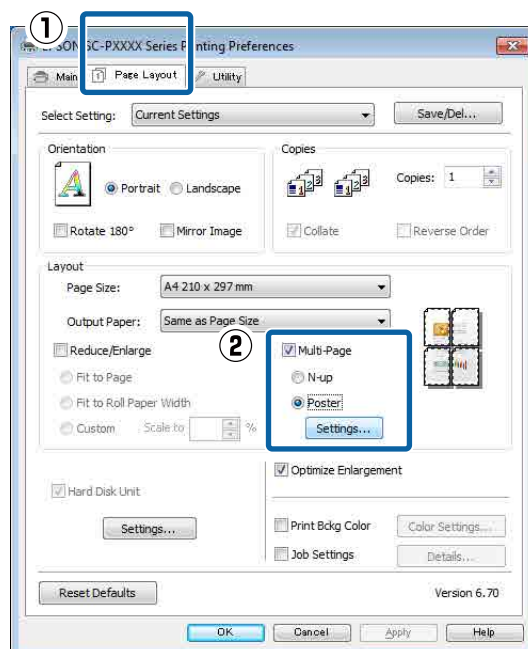 ①
EPSON SC-PXXXX Series Printing Preferences
Main Page Layout Utility
Select Setting: Current Settings Save/Del...
Orientation Copies
Portrait Landscape Copies: 1
Rotate 180° Mirror Image Collate Reverse Order
Layout
Page Size: A4 210 x 297 mm
Output Paper: Same as Page Size
②
Reduce/Enlarge Multi-Page
Fit to Page N-up
Fit to Roll Paper Width Poster
Custom Scale to % Settings...
Optimize Enlargement
Hard Disk Unit
Settings... Print Bckg Color Color Settings...
Job Settings Details...
Reset Defaults Version 6.70
OK Cancel Apply Help